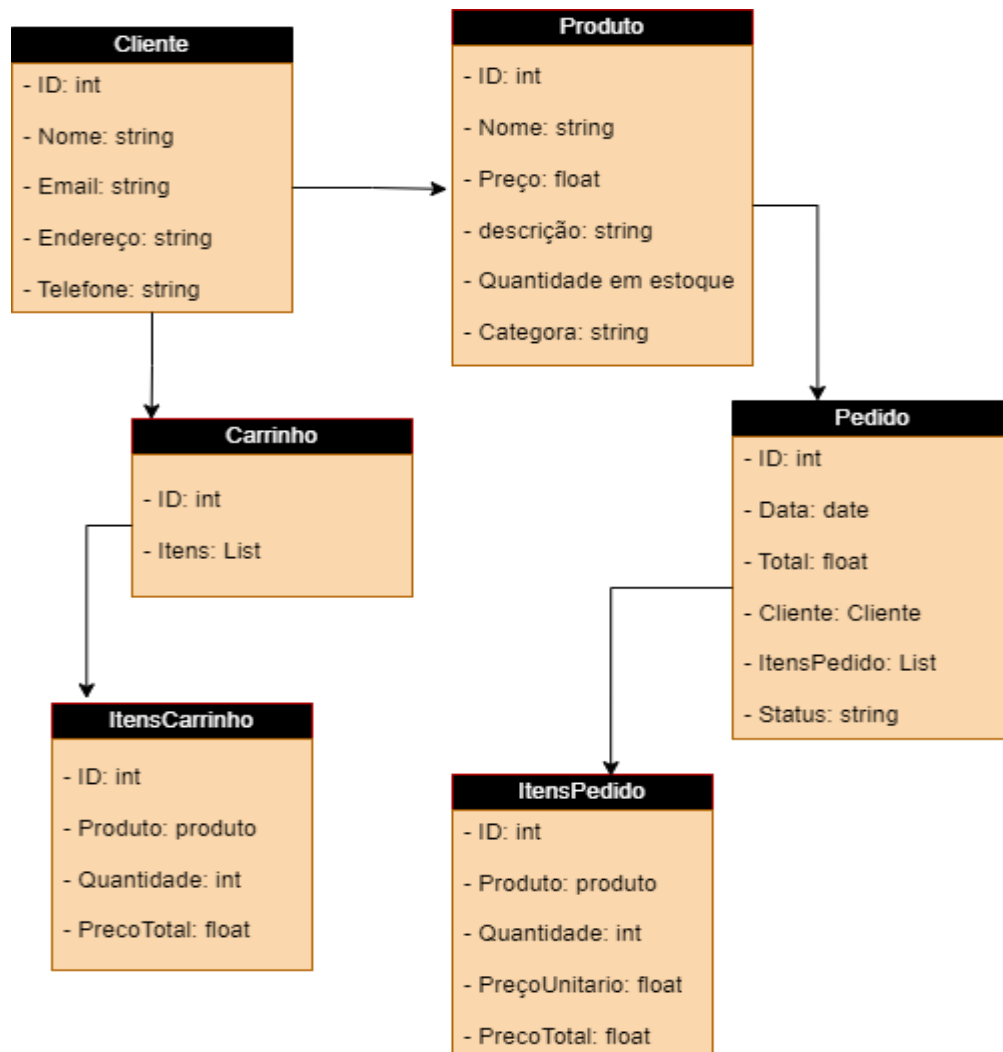 Cliente
- ID: int
- Nome: string
- Email: string
- Endereço: string
- Telefone: string
Produto
- ID: int
- Nome: string
- Preço: float
- descrição: string
- Quantidade em estoque
- Categora: string
Carrinho
- ID: int
- Itens: List
Pedido
- ID: int
- Data: date
- Total: float
- Cliente: Cliente
- ItensPedido: List
- Status: string
ItensCarrinho
- ID: int
- Produto: produto
- Quantidade: int
- PrecoTotal: float
ItensPedido
- ID: int
- Produto: produto
- Quantidade: int
- PreçoUnitario: float
- PrecoTotal: float